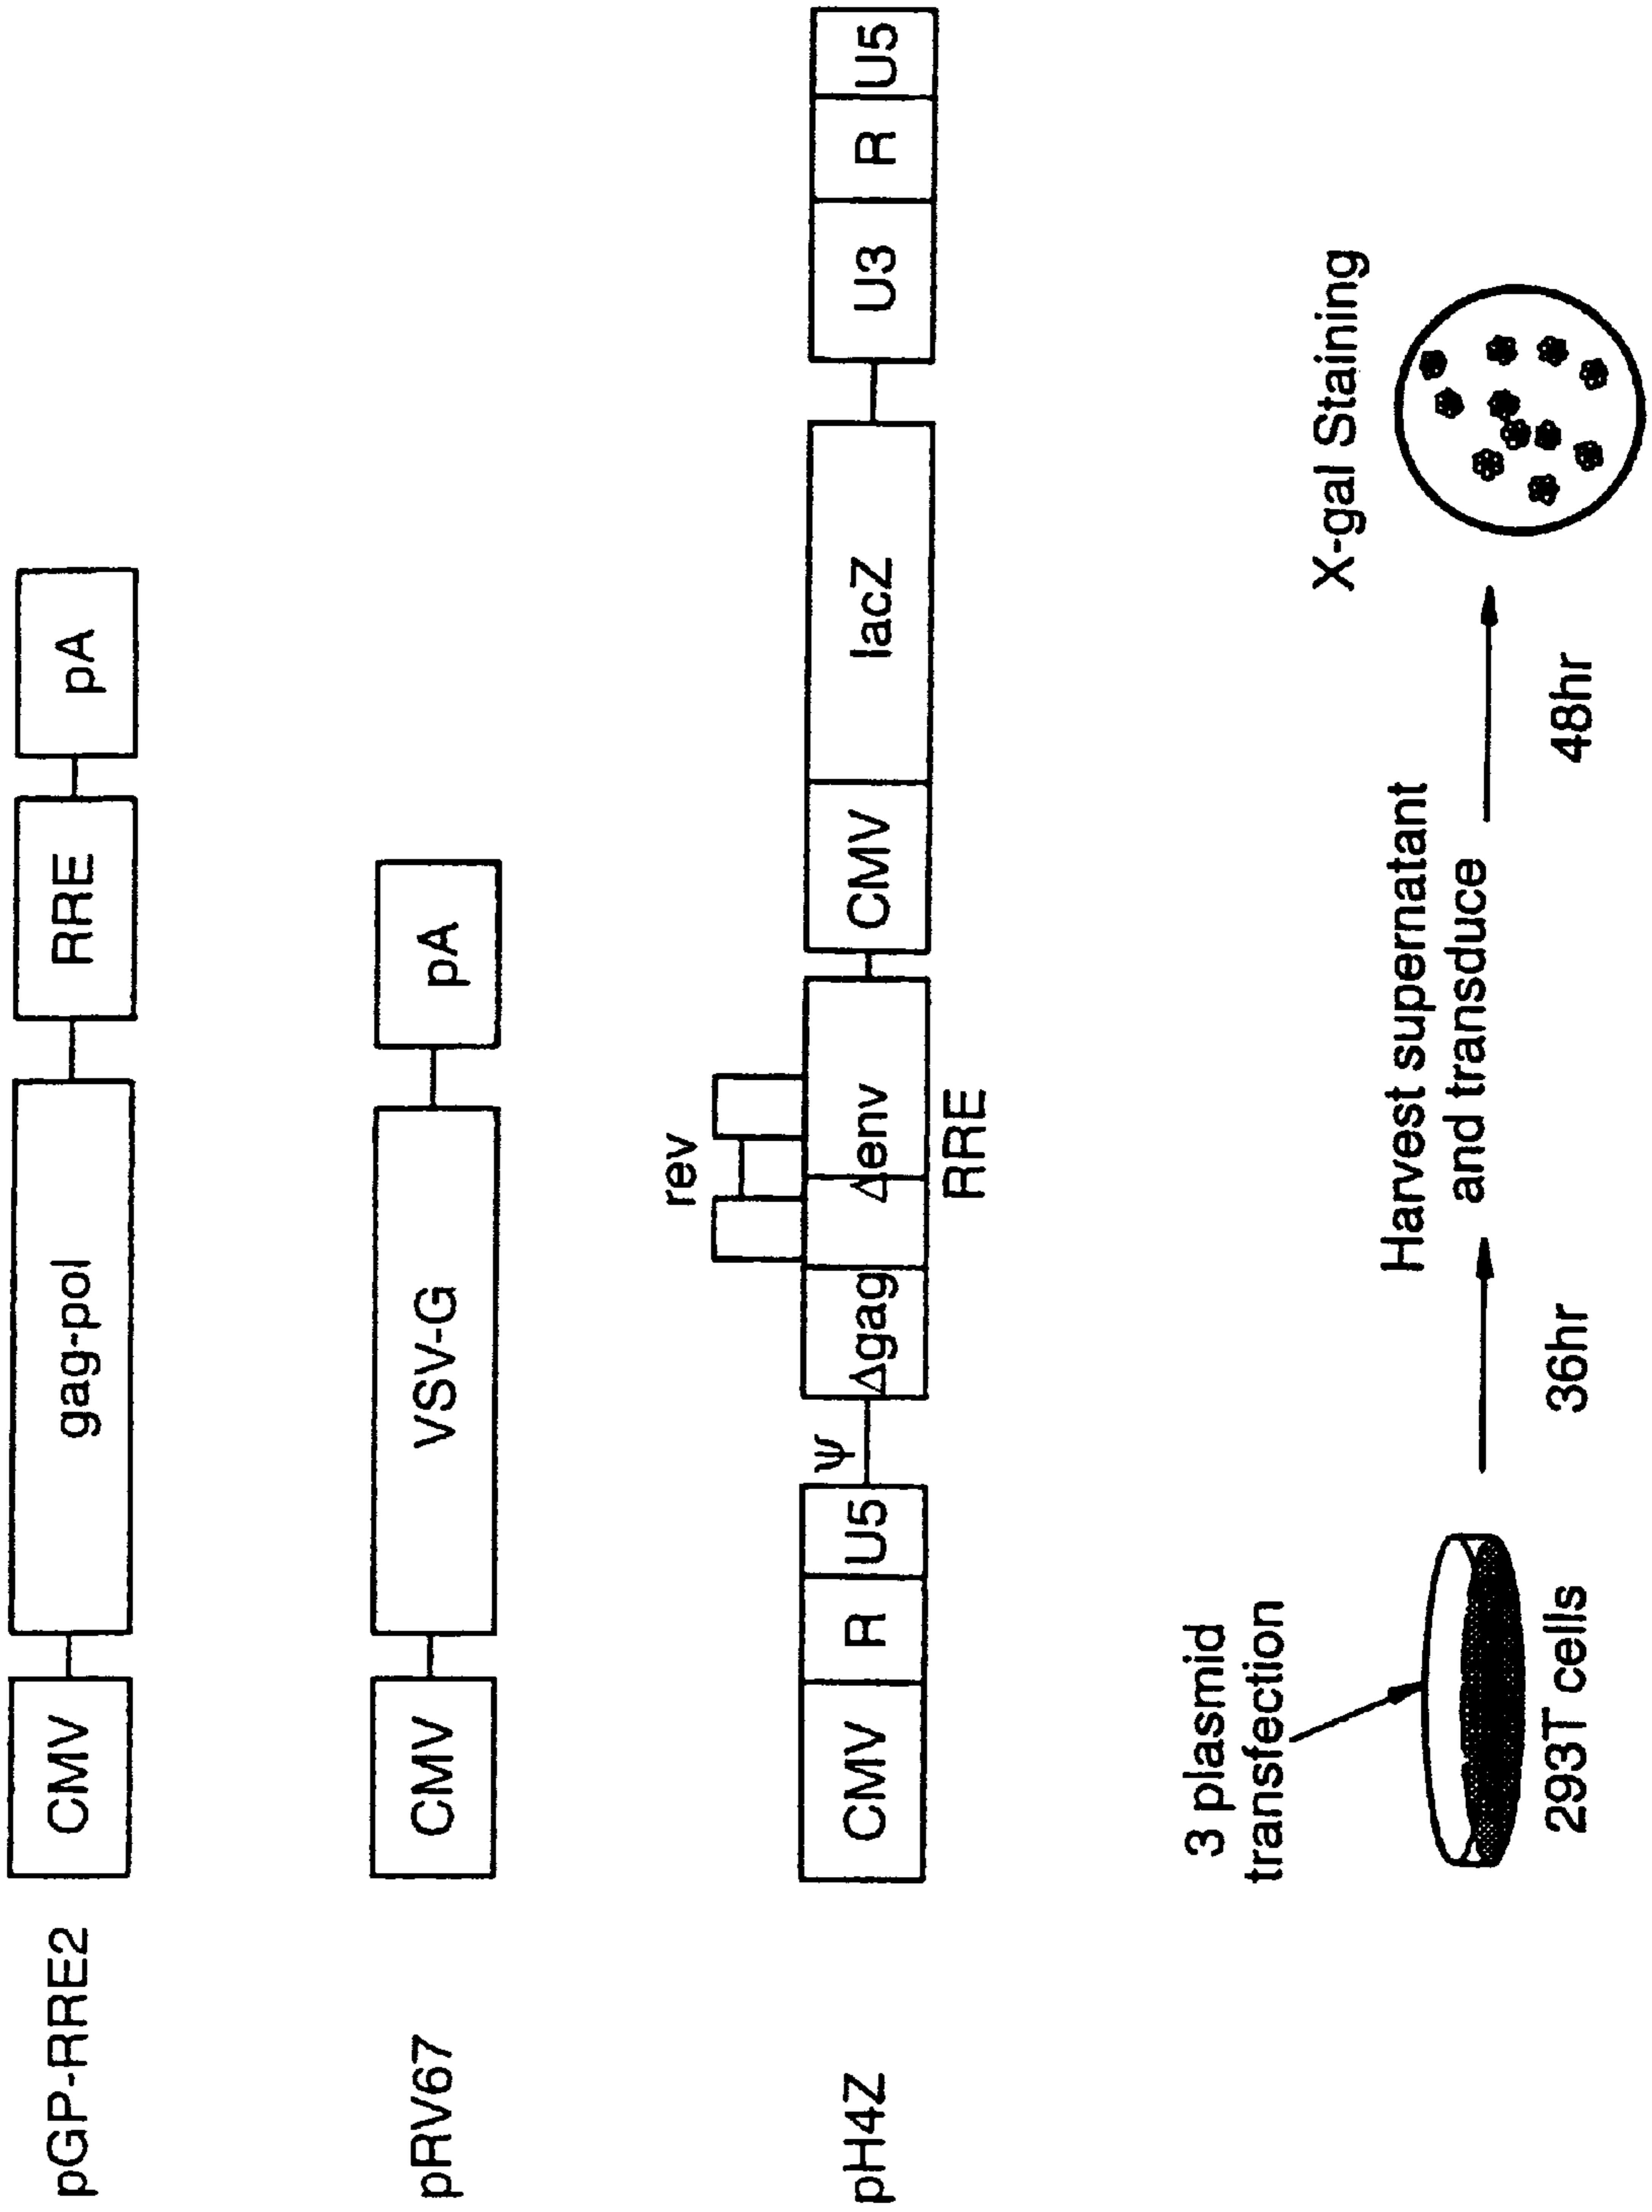 pGP-RRE2
CMV
gag-pol
RRE
pA
pRV67
CMV
VSV-G
pA
pH4Z
CMV
R
U5
Ψ
Δgag
rev
Δenv
RRE
CMV
lacZ
U3
R
U5
3 plasmid
transfection
293T cells
36hr
Harvest supernatant
and transduce
48hr
X-gal Staining